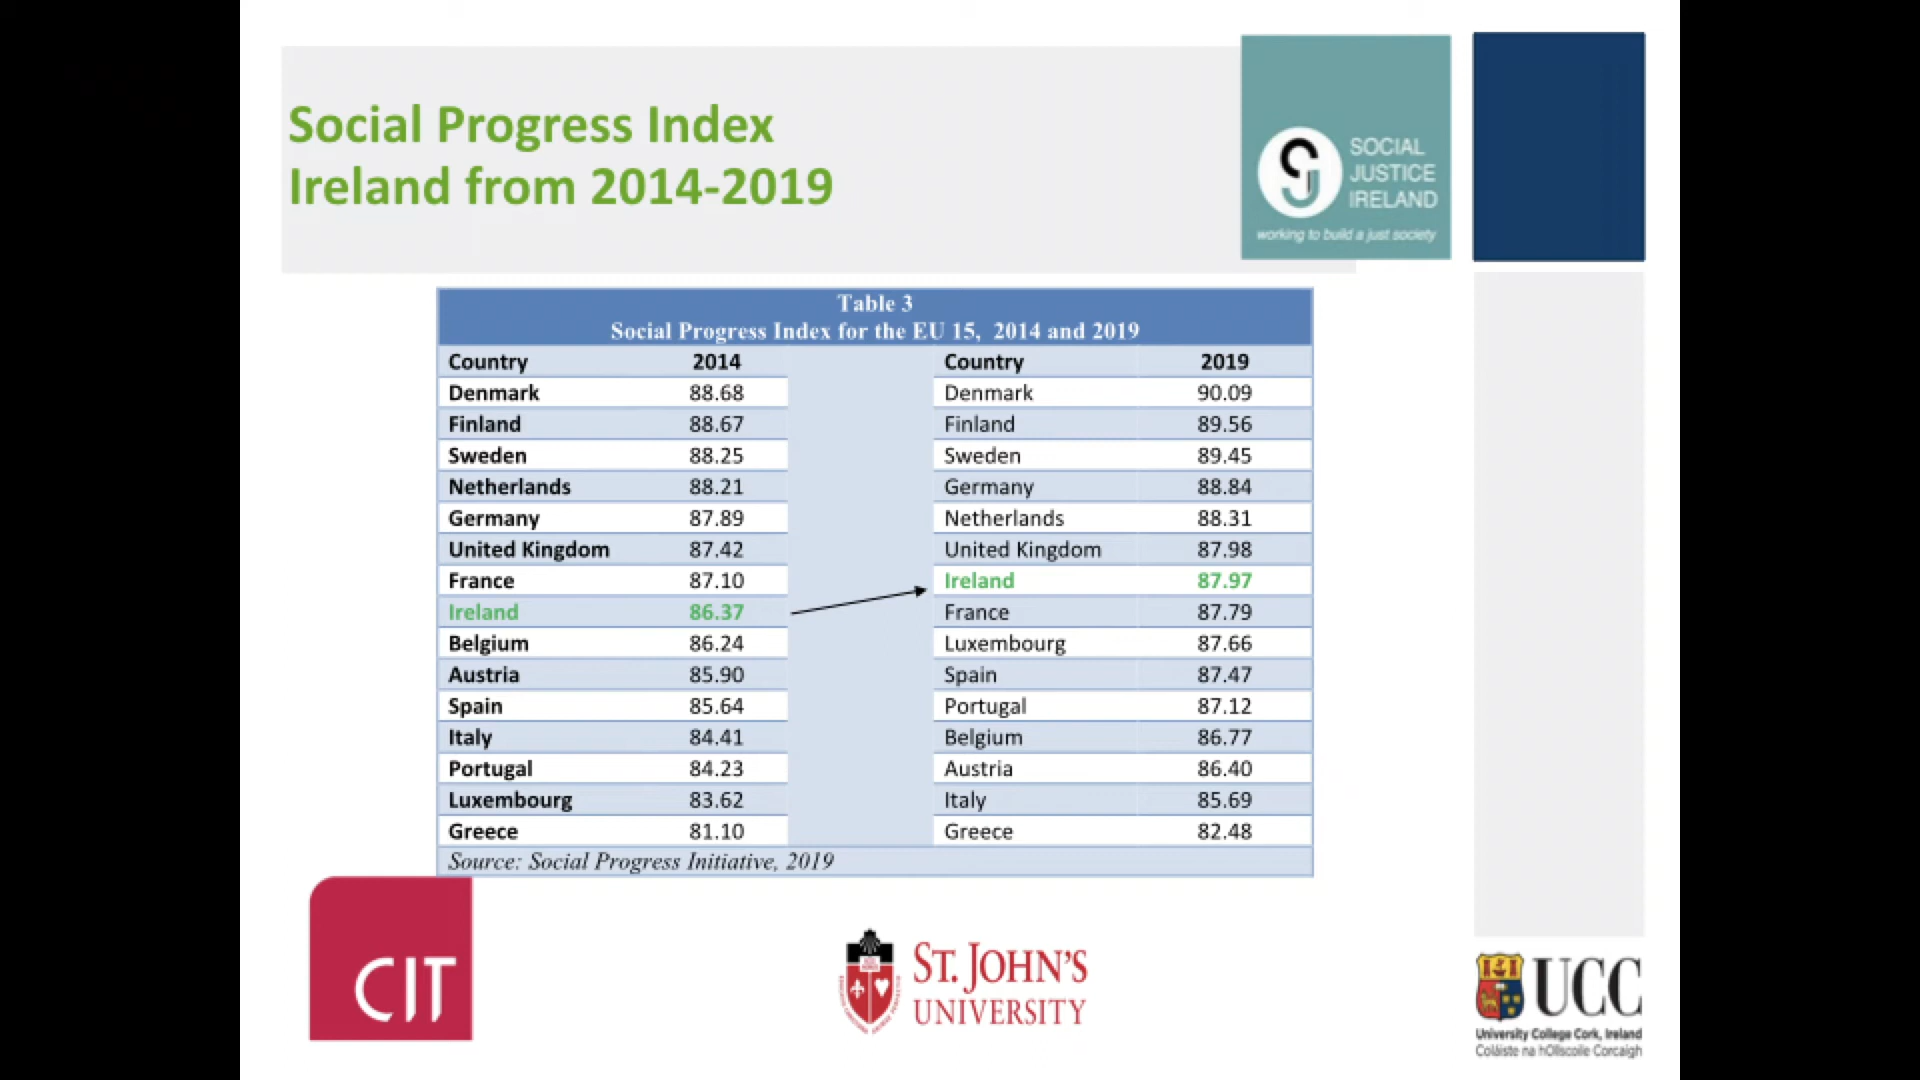 Social Progress Index
Ireland from 2014-2019
SOCIAL
JUSTICE
IRELAND
working to build a just society
Table 3
Social Progress Index for the EU 15, 2014 and 2019
Country 2014 Country 2019
Denmark 88.68 Denmark 90.09
Finland 88.67 Finland 89.56
Sweden 88.25 Sweden 89.45
Netherlands 88.21 Germany 88.84
Germany 87.89 Netherlands 88.31
United Kingdom 87.42 United Kingdom 87.98
France 87.10 Ireland 87.97
Ireland 86.37 France 87.79
Belgium 86.24 Luxembourg 87.66
Austria 85.90 Spain 87.47
Spain 85.64 Portugal 87.12
Italy 84.41 Belgium 86.77
Portugal 84.23 Austria 86.40
Luxembourg 83.62 Italy 85.69
Greece 81.10 Greece 82.48
Source: Social Progress Initiative, 2019
CIT
ST. JOHN'S
UNIVERSITY
UCC
University College Cork, Ireland
Coláiste na hOllscoile Corcaigh